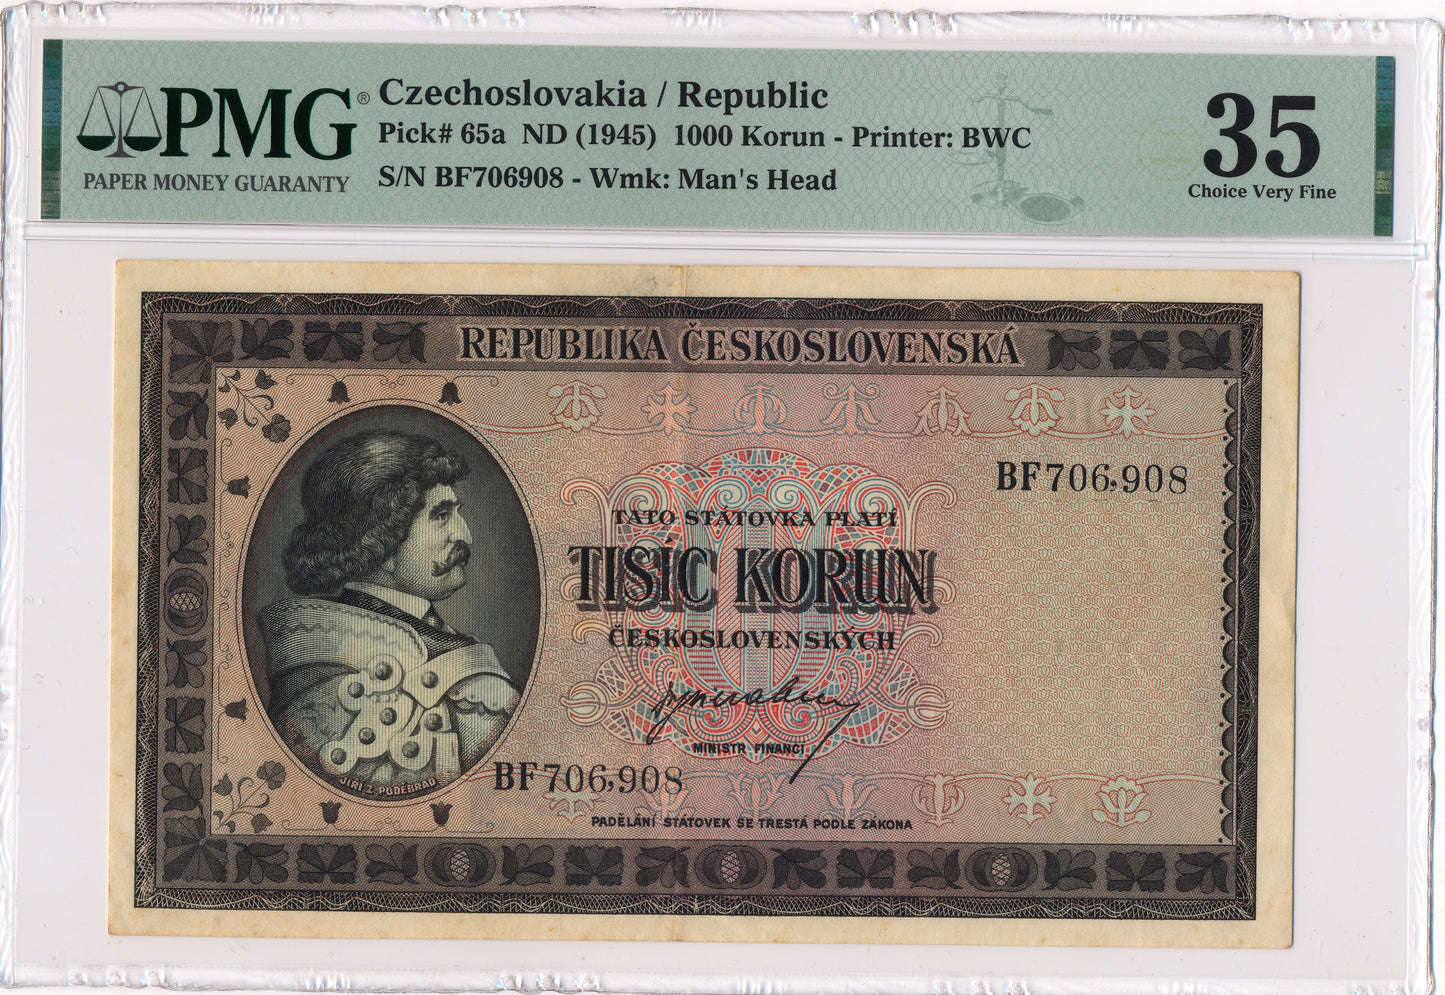 PMG®
PAPER MONEY GUARANTY
Czechoslovakia / Republic
Pick# 65a ND (1945) 1000 Korun - Printer: BWC
S/N BF706908 - Wmk: Man's Head
35
Choice Very Fine
REPUBLIKA ČESKOSLOVENSKÁ
BF706,908
TATO STÁTOVKA PLATÍ
TISÍC KORUN
ČESKOSLOVENSKÝCH
MINISTR FINANCÍ
BF706,908
JIŘÍ Z PODĚBRAD
PADĚLÁNÍ STÁTOVEK SE TRESTÁ PODLE ZÁKONA